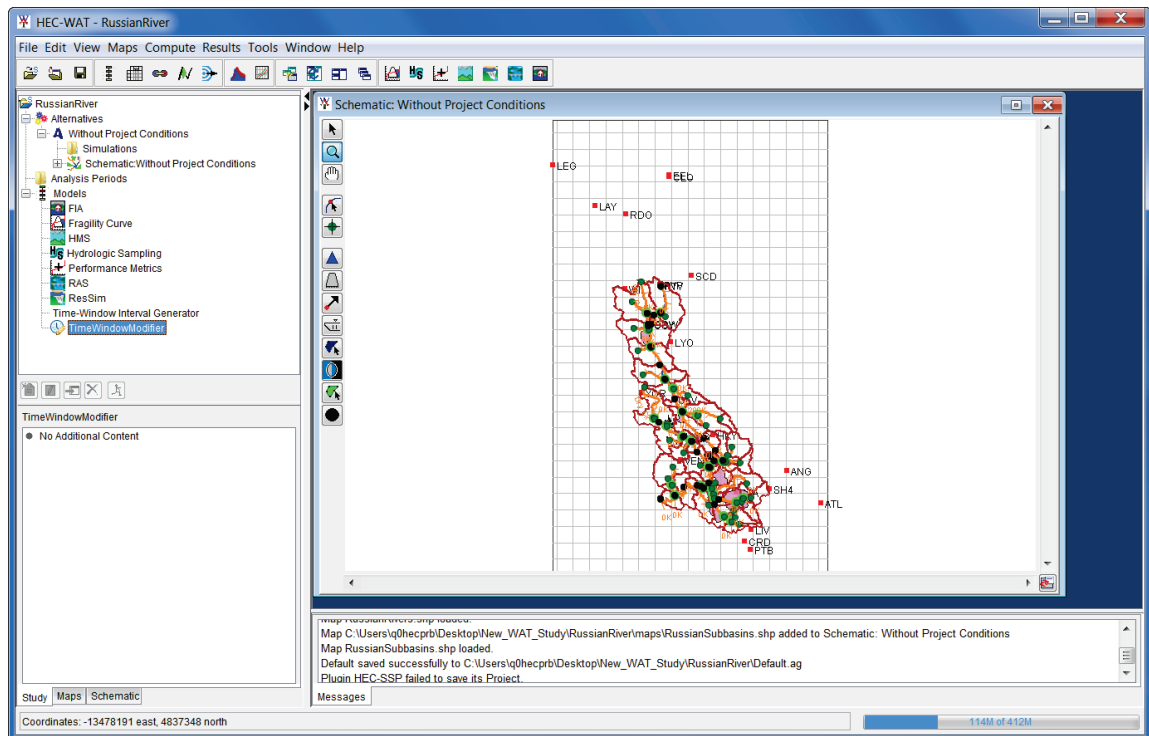 HEC-WAT - RussianRiver
File Edit View Maps Compute Results Tools Window Help
RussianRiver
Alternatives
A Without Project Conditions
Simulations
Schematic:Without Project Conditions
Analysis Periods
Models
FIA
Fragility Curve
HMS
Hydrologic Sampling
Performance Metrics
RAS
ResSim
Time-Window Interval Generator
TimeWindowModifier
TimeWindowModifier
No Additional Content
Study Maps Schematic
Schematic: Without Project Conditions
LEG
LAY
RDO
SCD
LYO
ANG
SH4
ATL
LIV
CRD
PTB
Map RussianRivers.shp loaded.
Map C:\Users\q0hecprb\Desktop\New_WAT_Study\RussianRiver\maps\RussianSubbasins.shp added to Schematic: Without Project Conditions
Map RussianSubbasins.shp loaded.
Default saved successfully to C:\Users\q0hecprb\Desktop\New_WAT_Study\RussianRiver\Default.ag
Plugin HEC-SSP failed to save its Project.
Messages
Coordinates: -13478191 east, 4837348 north
114M of 412M